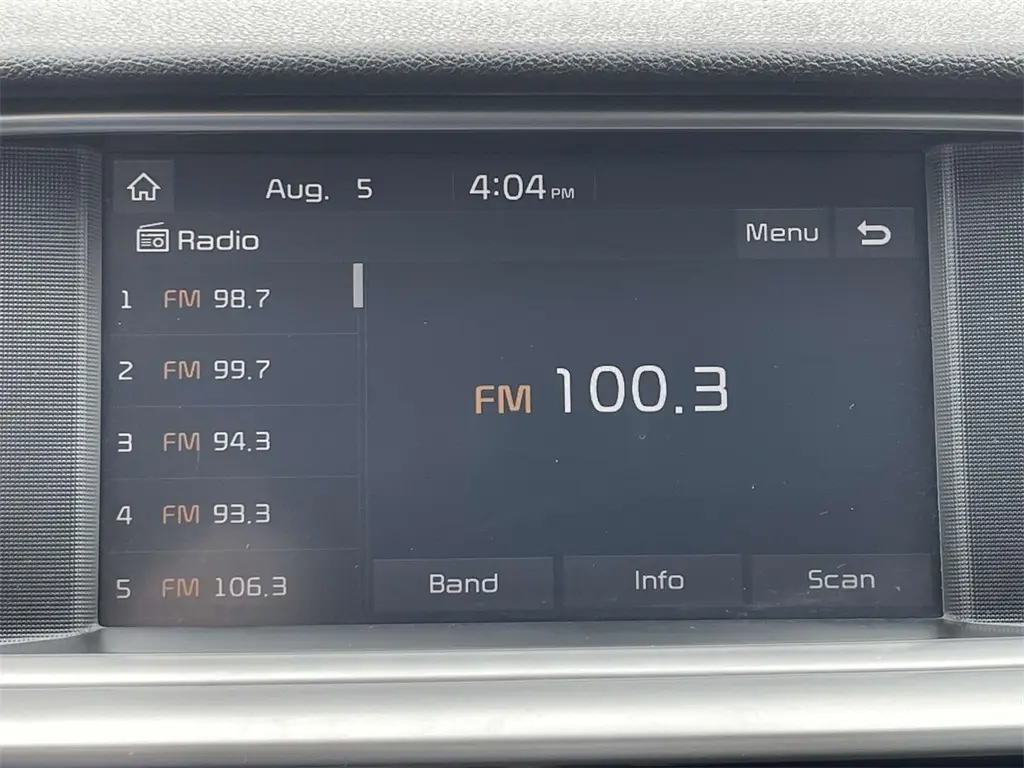 Aug. 5 4:04 PM
Radio Menu
1 FM 98.7
2 FM 99.7
3 FM 94.3
4 FM 93.3
5 FM 106.3
FM 100.3
Band Info Scan